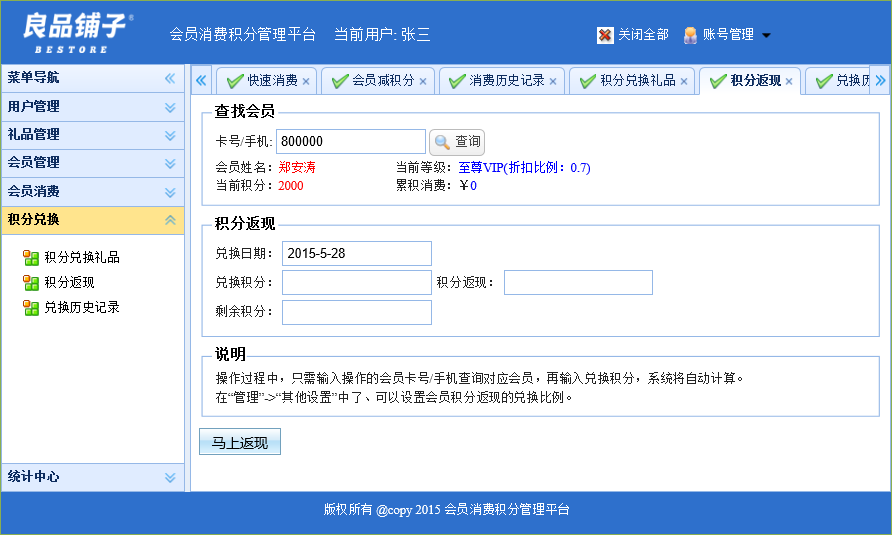 良品铺子®
BESTORE
会员消费积分管理平台 当前用户: 张三
关闭全部 账号管理
菜单导航
用户管理
礼品管理
会员管理
会员消费
积分兑换
积分兑换礼品
积分返现
兑换历史记录
统计中心
快速消费 会员减积分 消费历史记录 积分兑换礼品 积分返现 兑换历
查找会员
卡号/手机: 800000 查询
会员姓名：郑安涛 当前等级：至尊VIP(折扣比例：0.7)
当前积分：2000 累积消费：￥0
积分返现
兑换日期： 2015-5-28
兑换积分： 积分返现：
剩余积分：
说明
操作过程中，只需输入操作的会员卡号/手机查询对应会员，再输入兑换积分，系统将自动计算。
在“管理”->“其他设置”中了、可以设置会员积分返现的兑换比例。
马上返现
版权所有 @copy 2015 会员消费积分管理平台